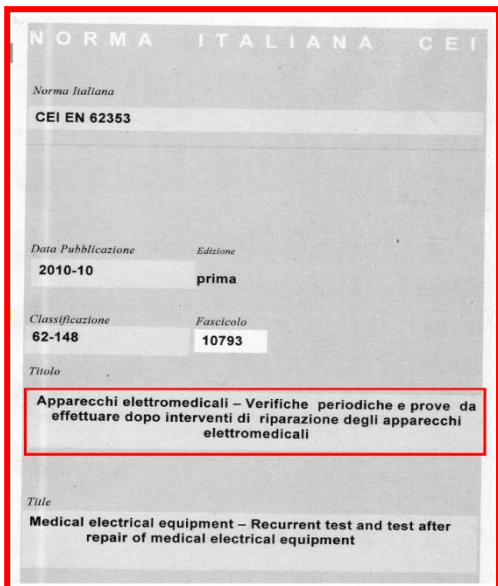 NORMA ITALIANA CEI
Norma Italiana
CEI EN 62353
Data Pubblicazione Edizione
2010-10 prima
Classificazione Fascicolo
62-148 10793
Titolo
Apparecchi elettromedicali – Verifiche periodiche e prove da
effettuare dopo interventi di riparazione degli apparecchi
elettromedicali
Title
Medical electrical equipment – Recurrent test and test after
repair of medical electrical equipment